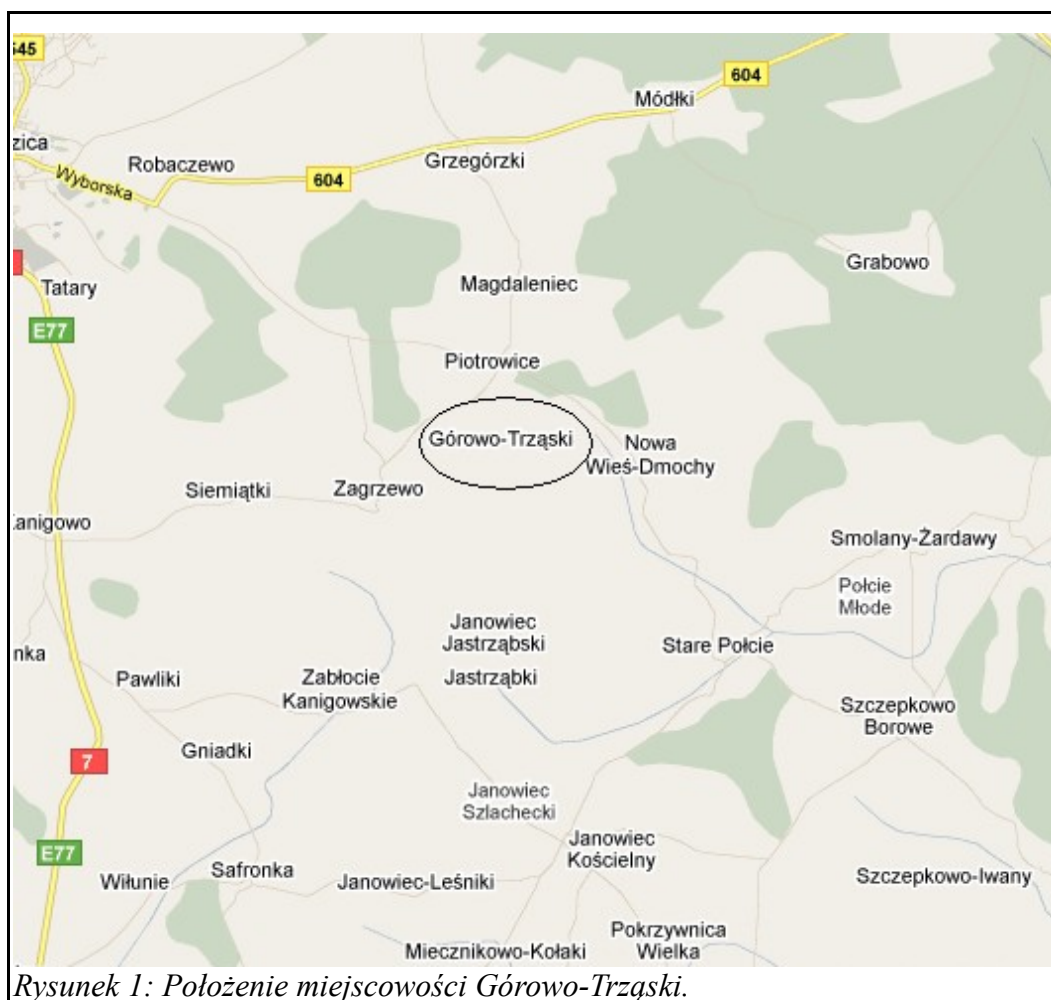 545
604
Módłki
zica
Robaczewo
Grzegórzki
Wyborska
604
Grabowo
Tatary
Magdaleniec
E77
Piotrowice
Górowo-Trząski
Nowa
Wieś-Dmochy
Siemiątki
Zagrzewo
Kanigowo
Smolany-Żardawy
Połcie
Młode
Janowiec
Jastrząbski
Stare Połcie
nka
Pawliki
Zabłocie
Kanigowskie
Jastrząbki
Szczepkowo
Borowe
Gniadki
7
Janowiec
Szlachecki
Janowiec
Kościelny
E77
Wiłunie
Safronka
Janowiec-Leśniki
Szczepkowo-Iwany
Pokrzywnica
Wielka
Miecznikowo-Kołaki
Rysunek 1: Położenie miejscowości Górowo-Trząski.